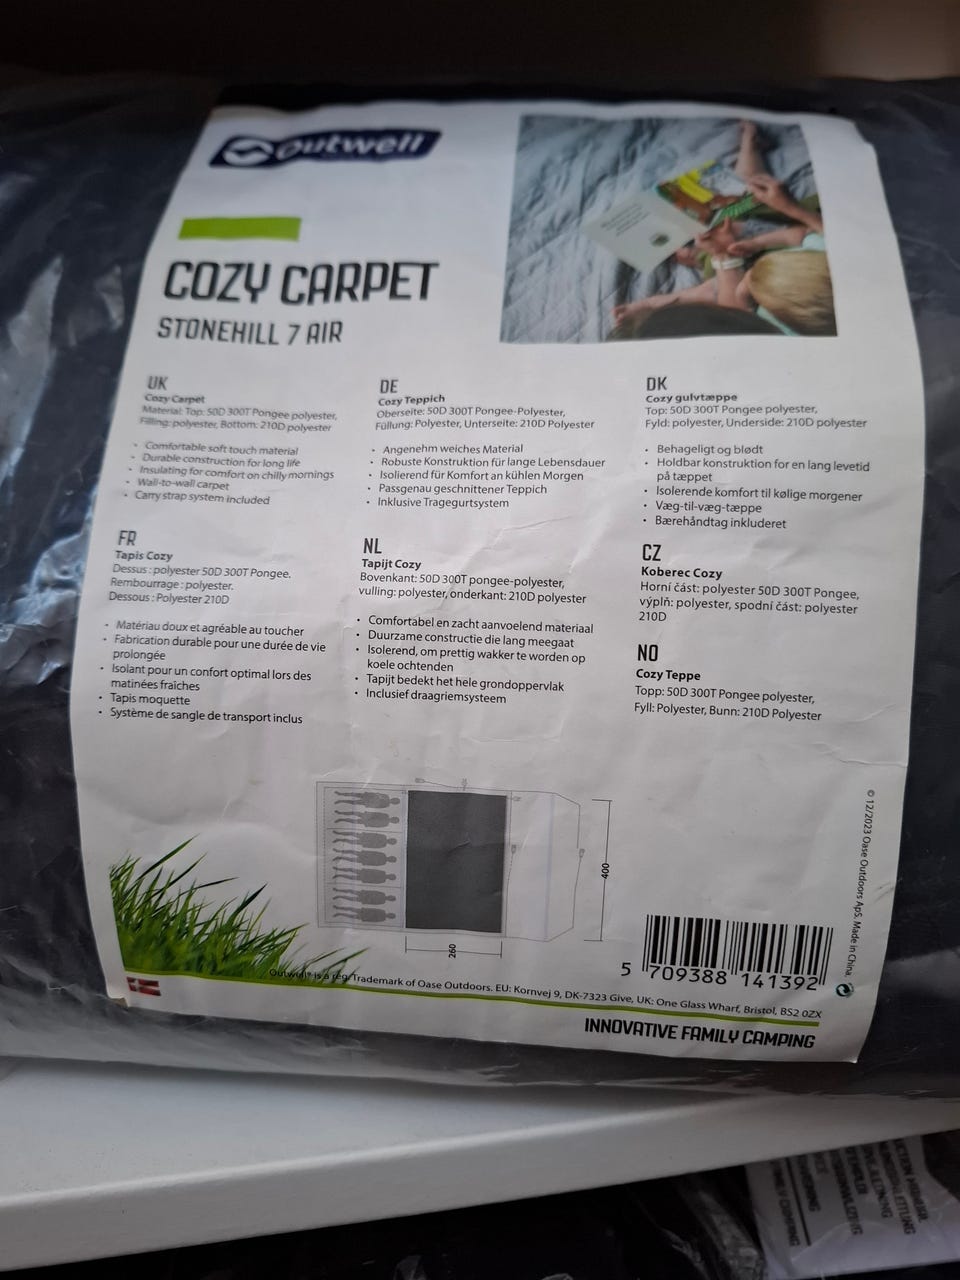 Outwell
COZY CARPET
STONEHILL 7 AIR
UK
Cozy Carpet
Material: Top: 50D 300T Pongee polyester,
Filling: polyester, Bottom: 210D polyester
• Comfortable soft touch material
• Durable construction for long life
• Insulating for comfort on chilly mornings
• Wall-to-wall carpet
• Carry strap system included
DE
Cozy Teppich
Oberseite: 50D 300T Pongee-Polyester,
Füllung: Polyester, Unterseite: 210D Polyester
• Angenehm weiches Material
• Robuste Konstruktion für lange Lebensdauer
• Isolierend für Komfort an kühlen Morgen
• Passgenau geschnittener Teppich
• Inklusive Tragegurtsystem
DK
Cozy gulvtæppe
Top: 50D 300T Pongee polyester,
Fyld: polyester, Underside: 210D polyester
• Behageligt og blødt
• Holdbar konstruktion for en lang levetid
på tæppet
• Isolerende komfort til kølige morgener
• Væg-til-væg-tæppe
• Bærehåndtag inkluderet
FR
Tapis Cozy
Dessus : polyester 50D 300T Pongee.
Rembourrage : polyester.
Dessous : Polyester 210D
• Matériau doux et agréable au toucher
• Fabrication durable pour une durée de vie
prolongée
• Isolant pour un confort optimal lors des
matinées fraîches
• Tapis moquette
• Système de sangle de transport inclus
NL
Tapijt Cozy
Bovenkant: 50D 300T pongee-polyester,
vulling: polyester, onderkant: 210D polyester
• Comfortabel en zacht aanvoelend materiaal
• Duurzame constructie die lang meegaat
• Isolerend, om prettig wakker te worden op
koele ochtenden
• Tapijt bedekt het hele grondoppervlak
• Inclusief draagriemsysteem
CZ
Koberec Cozy
Horní část: polyester 50D 300T Pongee,
výplň: polyester, spodní část: polyester
210D
NO
Cozy Teppe
Topp: 50D 300T Pongee polyester,
Fyll: Polyester, Bunn: 210D Polyester
400
260
© 12/2023 Oase Outdoors ApS. Made in China
5 709388 141392
Outwell® is a reg. Trademark of Oase Outdoors. EU: Kornvej 9, DK-7323 Give, UK: One Glass Wharf, Bristol, BS2 0ZX
INNOVATIVE FAMILY CAMPING